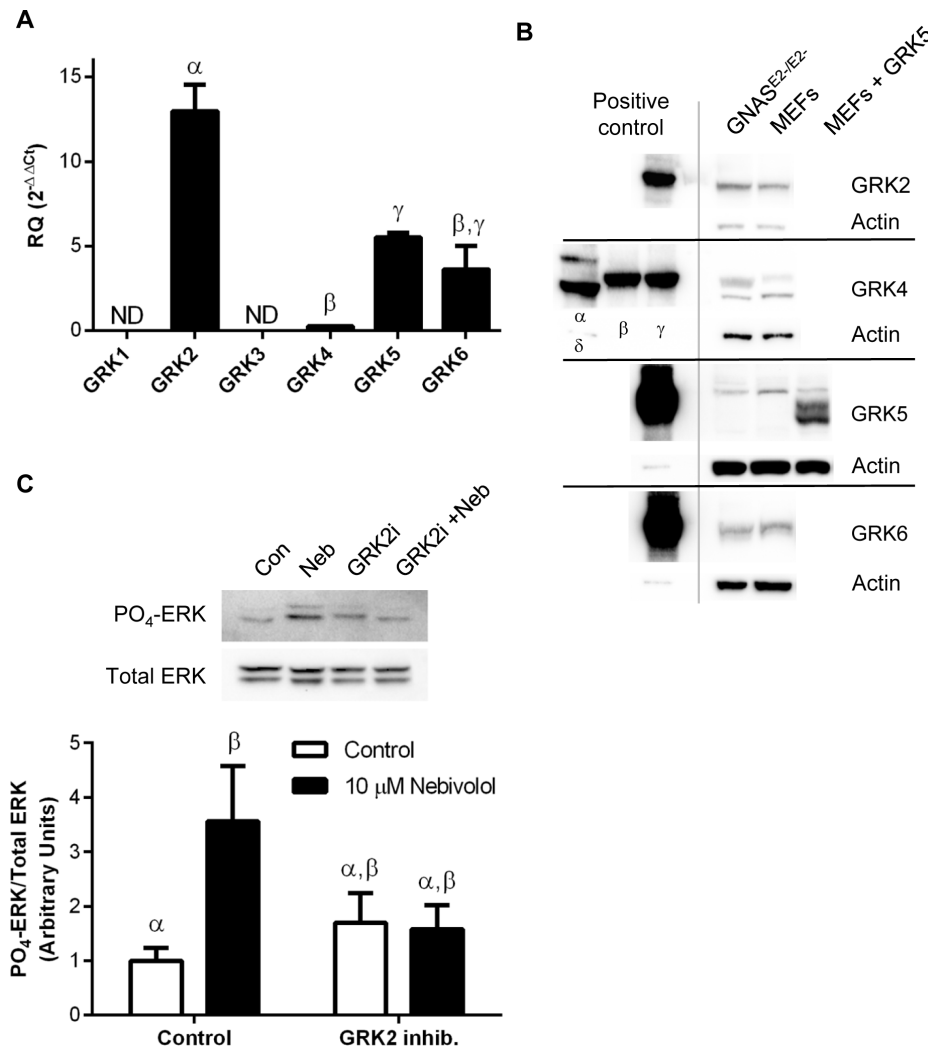 A
15
10
5
0
RQ (2^-ΔΔCt)
α
γ
β,γ
β
ND
ND
GRK1
GRK2
GRK3
GRK4
GRK5
GRK6
B
Positive
control
GNAS^E2-/E2-
MEFs
MEFs + GRK5
GRK2
Actin
GRK4
α
β
γ
δ
Actin
GRK5
Actin
GRK6
Actin
C
Con
Neb
GRK2i
GRK2i +Neb
PO₄-ERK
Total ERK
5
4
3
2
1
0
PO₄-ERK/Total ERK
(Arbitrary Units)
β
Control
10 μM Nebivolol
α
α,β
α,β
Control
GRK2 inhib.